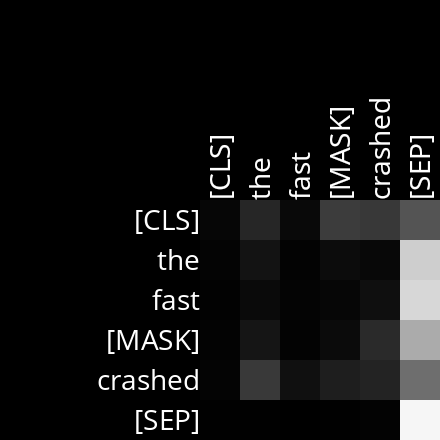 [CLS] the fast [MASK] crashed [SEP]
[CLS]
the
fast
[MASK]
crashed
[SEP]